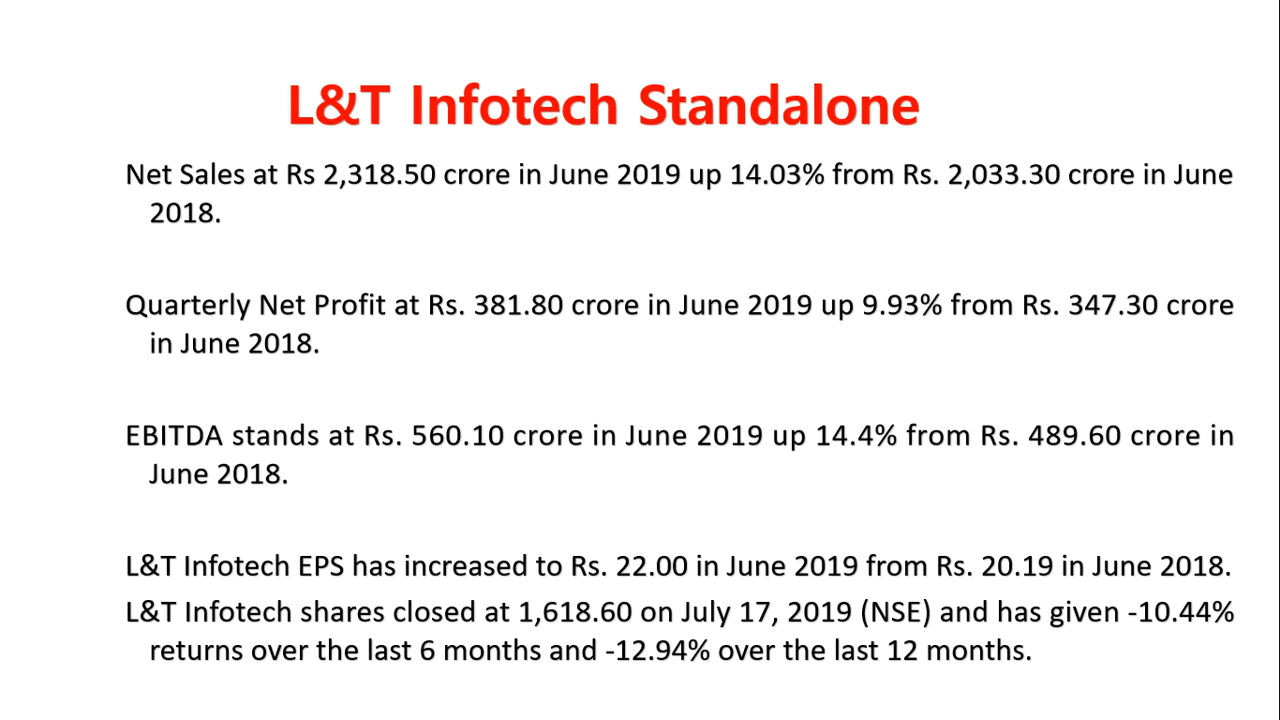 L&T Infotech Standalone
Net Sales at Rs 2,318.50 crore in June 2019 up 14.03% from Rs. 2,033.30 crore in June
2018.
Quarterly Net Profit at Rs. 381.80 crore in June 2019 up 9.93% from Rs. 347.30 crore
in June 2018.
EBITDA stands at Rs. 560.10 crore in June 2019 up 14.4% from Rs. 489.60 crore in
June 2018.
L&T Infotech EPS has increased to Rs. 22.00 in June 2019 from Rs. 20.19 in June 2018.
L&T Infotech shares closed at 1,618.60 on July 17, 2019 (NSE) and has given -10.44%
returns over the last 6 months and -12.94% over the last 12 months.